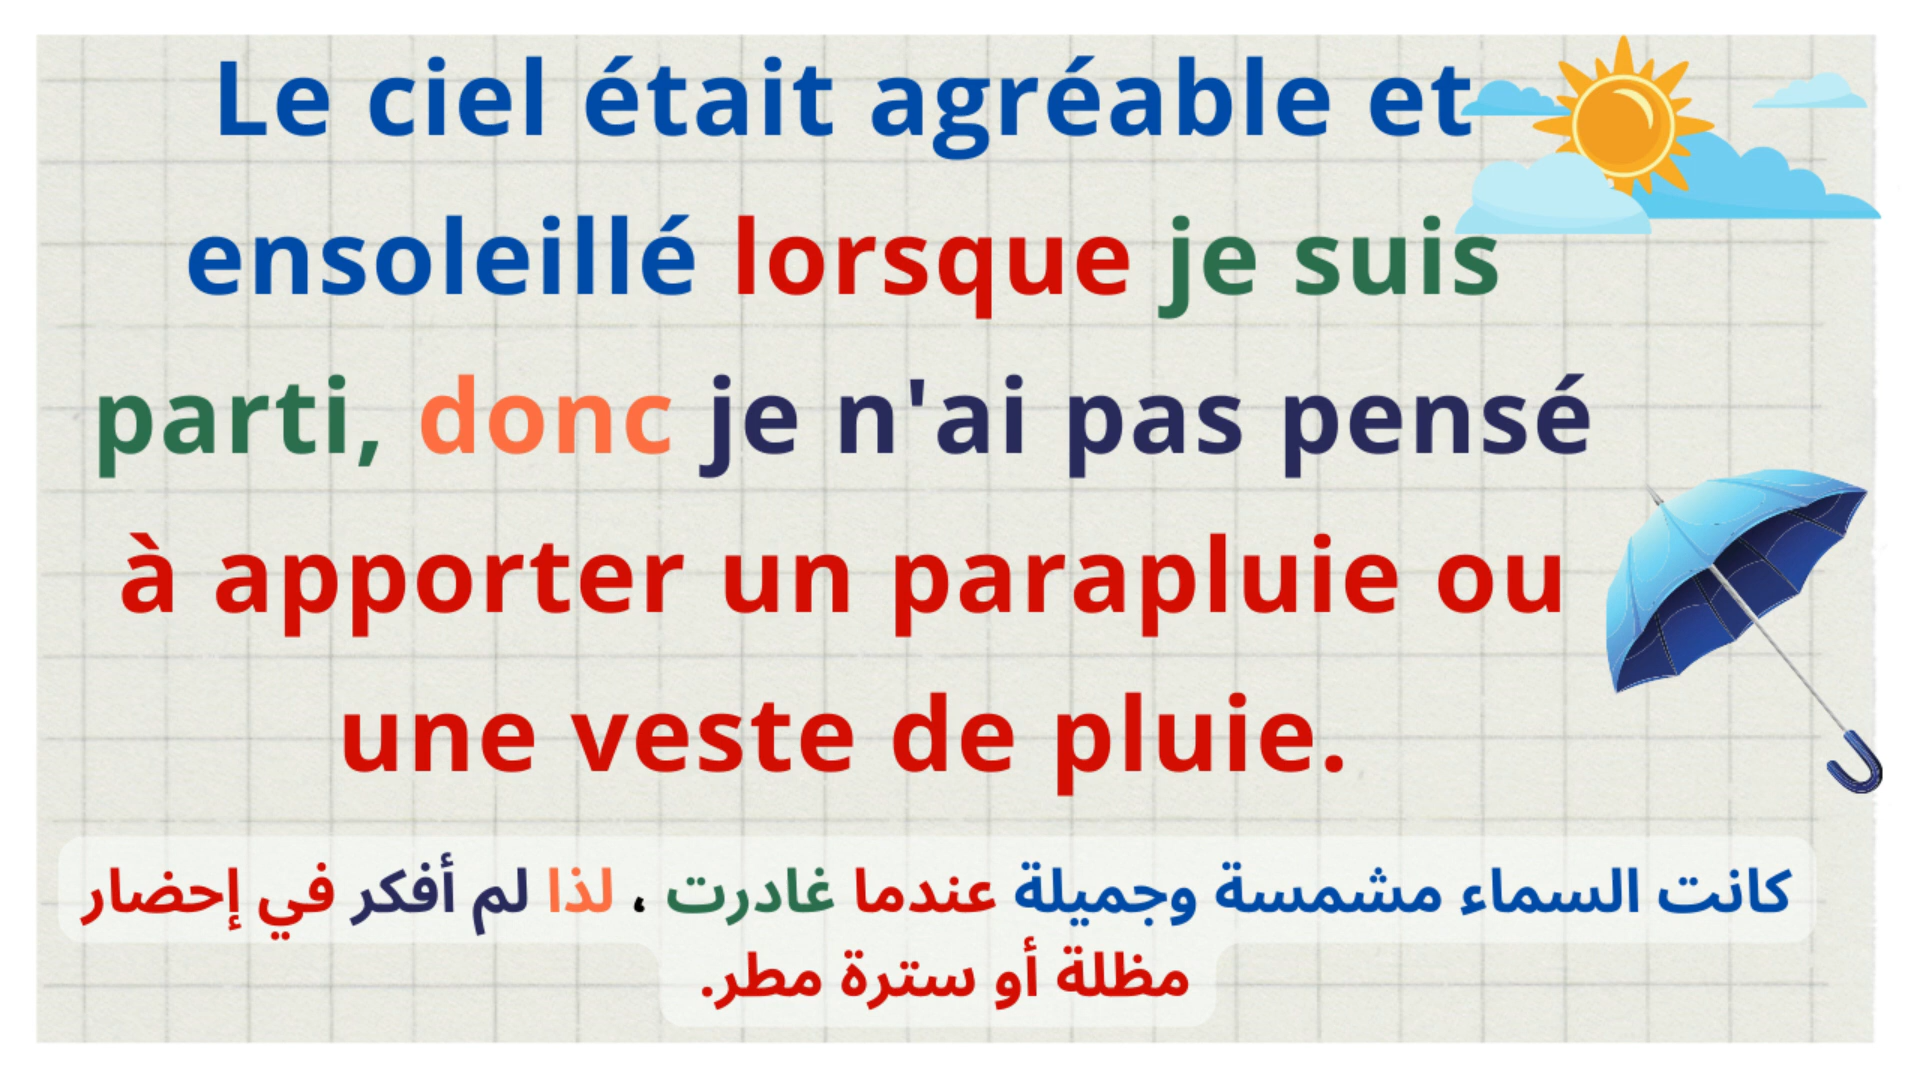 Le ciel était agréable et
ensoleillé lorsque je suis
parti, donc je n'ai pas pensé
à apporter un parapluie ou
une veste de pluie.
كانت السماء مشمسة وجميلة عندما غادرت ، لذا لم أفكر في إحضار
مظلة أو سترة مطر.